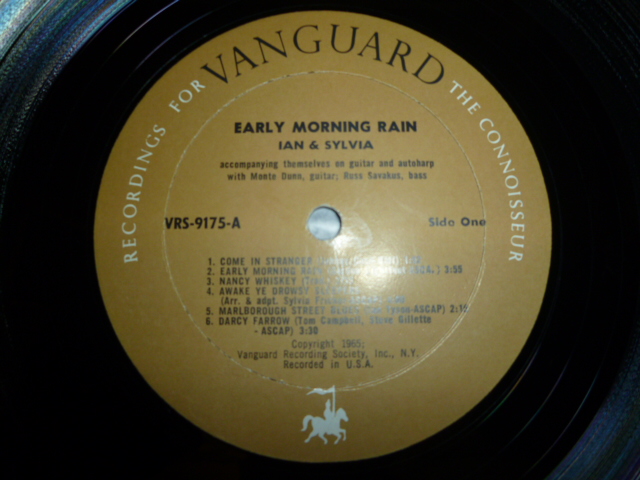 RECORDINGS FOR VANGUARD THE CONNOISSEUR
EARLY MORNING RAIN
IAN & SYLVIA
accompanying themselves on guitar and autoharp
with Monte Dunn, guitar; Russ Savakus, bass
VRS-9175-A
Side One
1. COME IN STRANGER
2. EARLY MORNING RAIN 3:55
3. NANCY WHISKEY
4. AWAKE YE DROWSY
(Arr. & adpt. Sylvia
5. MARLBOROUGH STREET -ASCAP)
6. DARCY FARROW (Tom Campbell, Steve Gillette
- ASCAP) 3:30
Copyright 1965;
Vanguard Recording Society, Inc., N.Y.
Recorded in U.S.A.